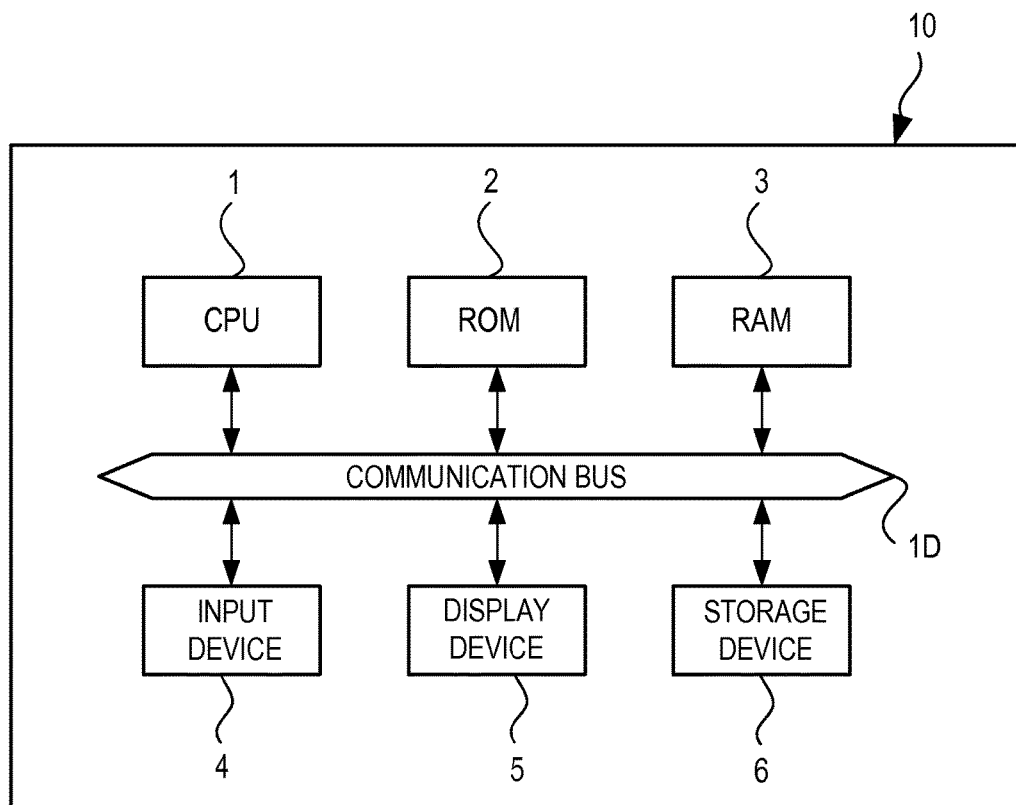 10
1
2
3
CPU
ROM
RAM
COMMUNICATION BUS
1D
INPUT
DEVICE
DISPLAY
DEVICE
STORAGE
DEVICE
4
5
6